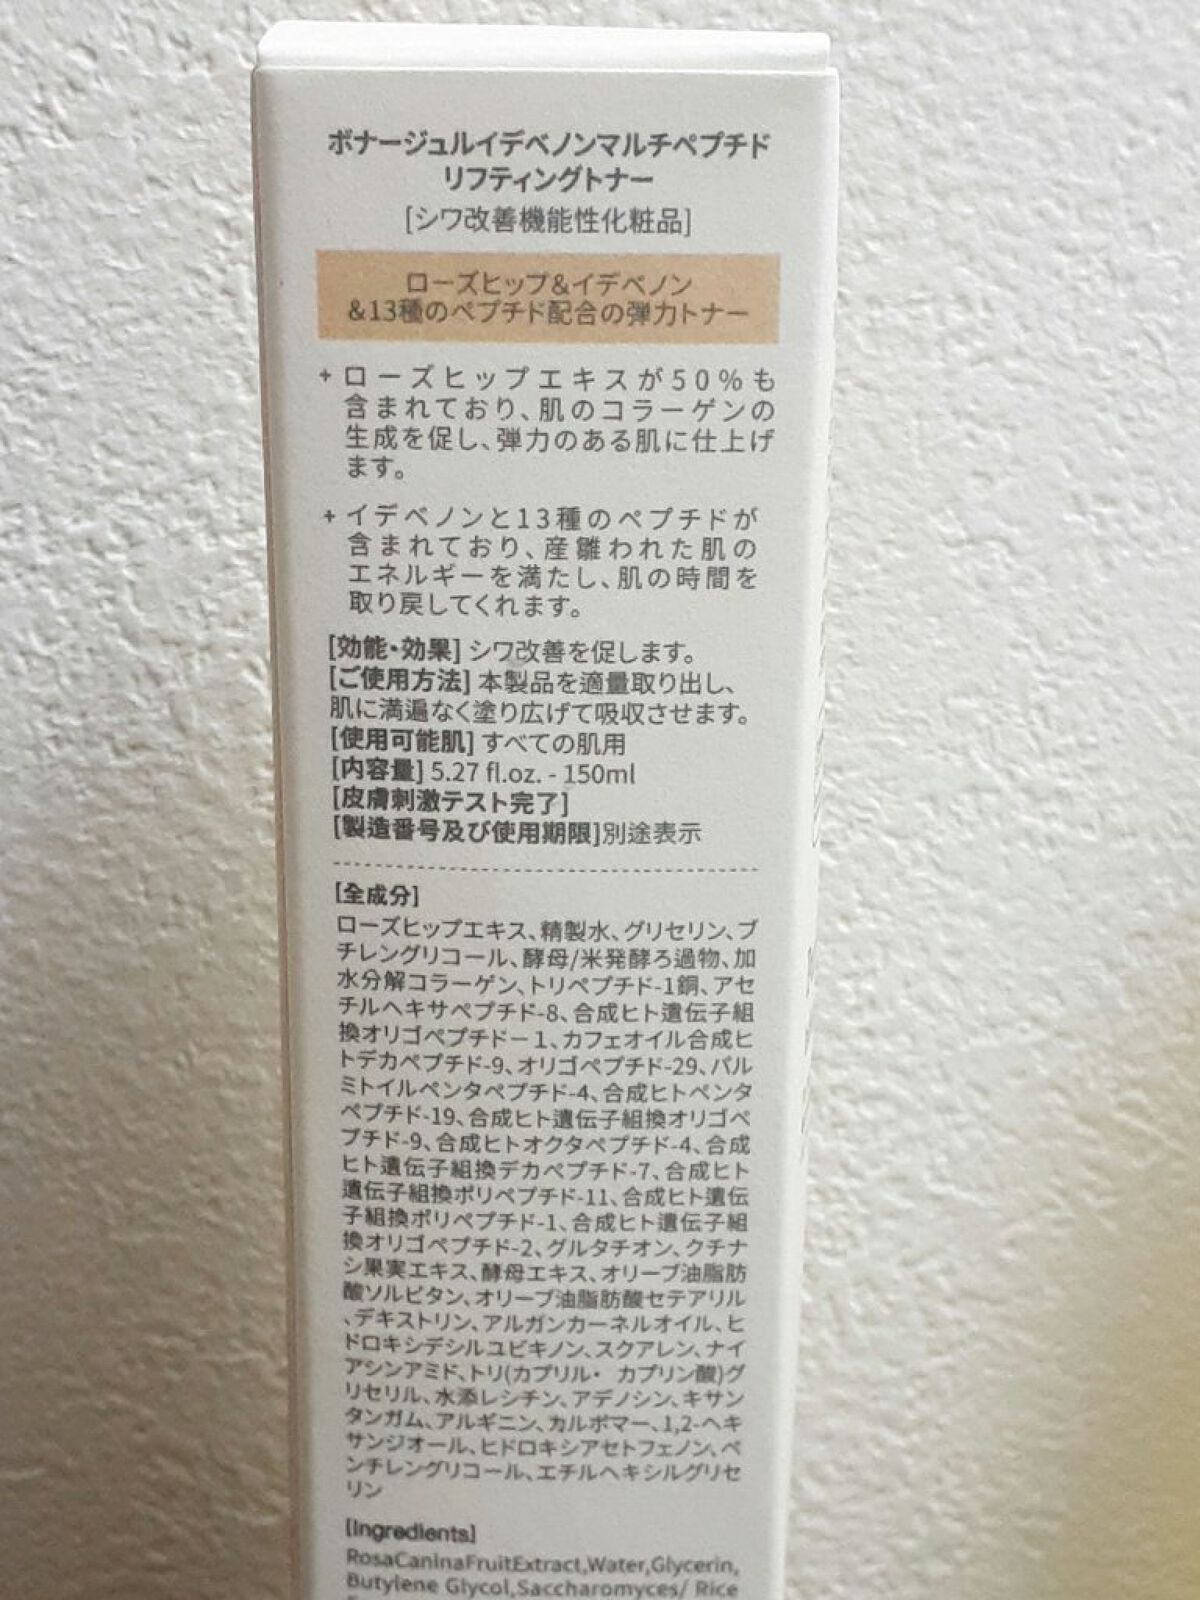 ボナージュルイデベノンマルチペプチド
リフティングトナー
[シワ改善機能性化粧品]
ローズヒップ&イデベノン
&13種のペプチド配合の弾力トナー
+ ローズヒップエキスが50%も
含まれており、肌のコラーゲンの
生成を促し、弾力のある肌に仕上げ
ます。
+ イデベノンと13種のペプチドが
含まれており、産雛われた肌の
エネルギーを満たし、肌の時間を
取り戻してくれます。
[効能・効果] シワ改善を促します。
[ご使用方法] 本製品を適量取り出し、
肌に満遍なく塗り広げて吸収させます。
[使用可能肌] すべての肌用
[内容量] 5.27 fl.oz. - 150ml
[皮膚刺激テスト完了]
[製造番号及び使用期限]別途表示
[全成分]
ローズヒップエキス、精製水、グリセリン、ブ
チレングリコール、酵母/米発酵ろ過物、加
水分解コラーゲン、トリペプチド-1銅、アセ
チルヘキサペプチド-8、合成ヒト遺伝子組
換オリゴペプチドー1、カフェオイル合成ヒ
トデカペプチド-9、オリゴペプチド-29、パル
ミトイルペンタペプチド-4、合成ヒトペンタ
ペプチド-19、合成ヒト遺伝子組換オリゴペ
プチド-9、合成ヒトオクタペプチド-4、合成
ヒト遺伝子組換デカペプチド-7、合成ヒト
遺伝子組換ポリペプチド-11、合成ヒト遺伝
子組換ポリペプチド-1、合成ヒト遺伝子組
換オリゴペプチド-2、グルタチオン、クチナ
シ果実エキス、酵母エキス、オリーブ油脂肪
酸ソルビタン、オリーブ油脂肪酸セテアリル
、デキストリン、アルガンカーネルオイル、ヒ
ドロキシデシルユビキノン、スクアレン、ナイ
アシンアミド、トリ(カプリル・ カプリン酸)グ
リセリル、水添レシチン、アデノシン、キサン
タンガム、アルギニン、カルボマー、1,2-ヘキ
サンジオール、ヒドロキシアセトフェノン、ペ
ンチレングリコール、エチルヘキシルグリセ
リン
[Ingredients]
RosaCaninaFruitExtract,Water,Glycerin,
Butylene Glycol,Saccharomyces/ Rice